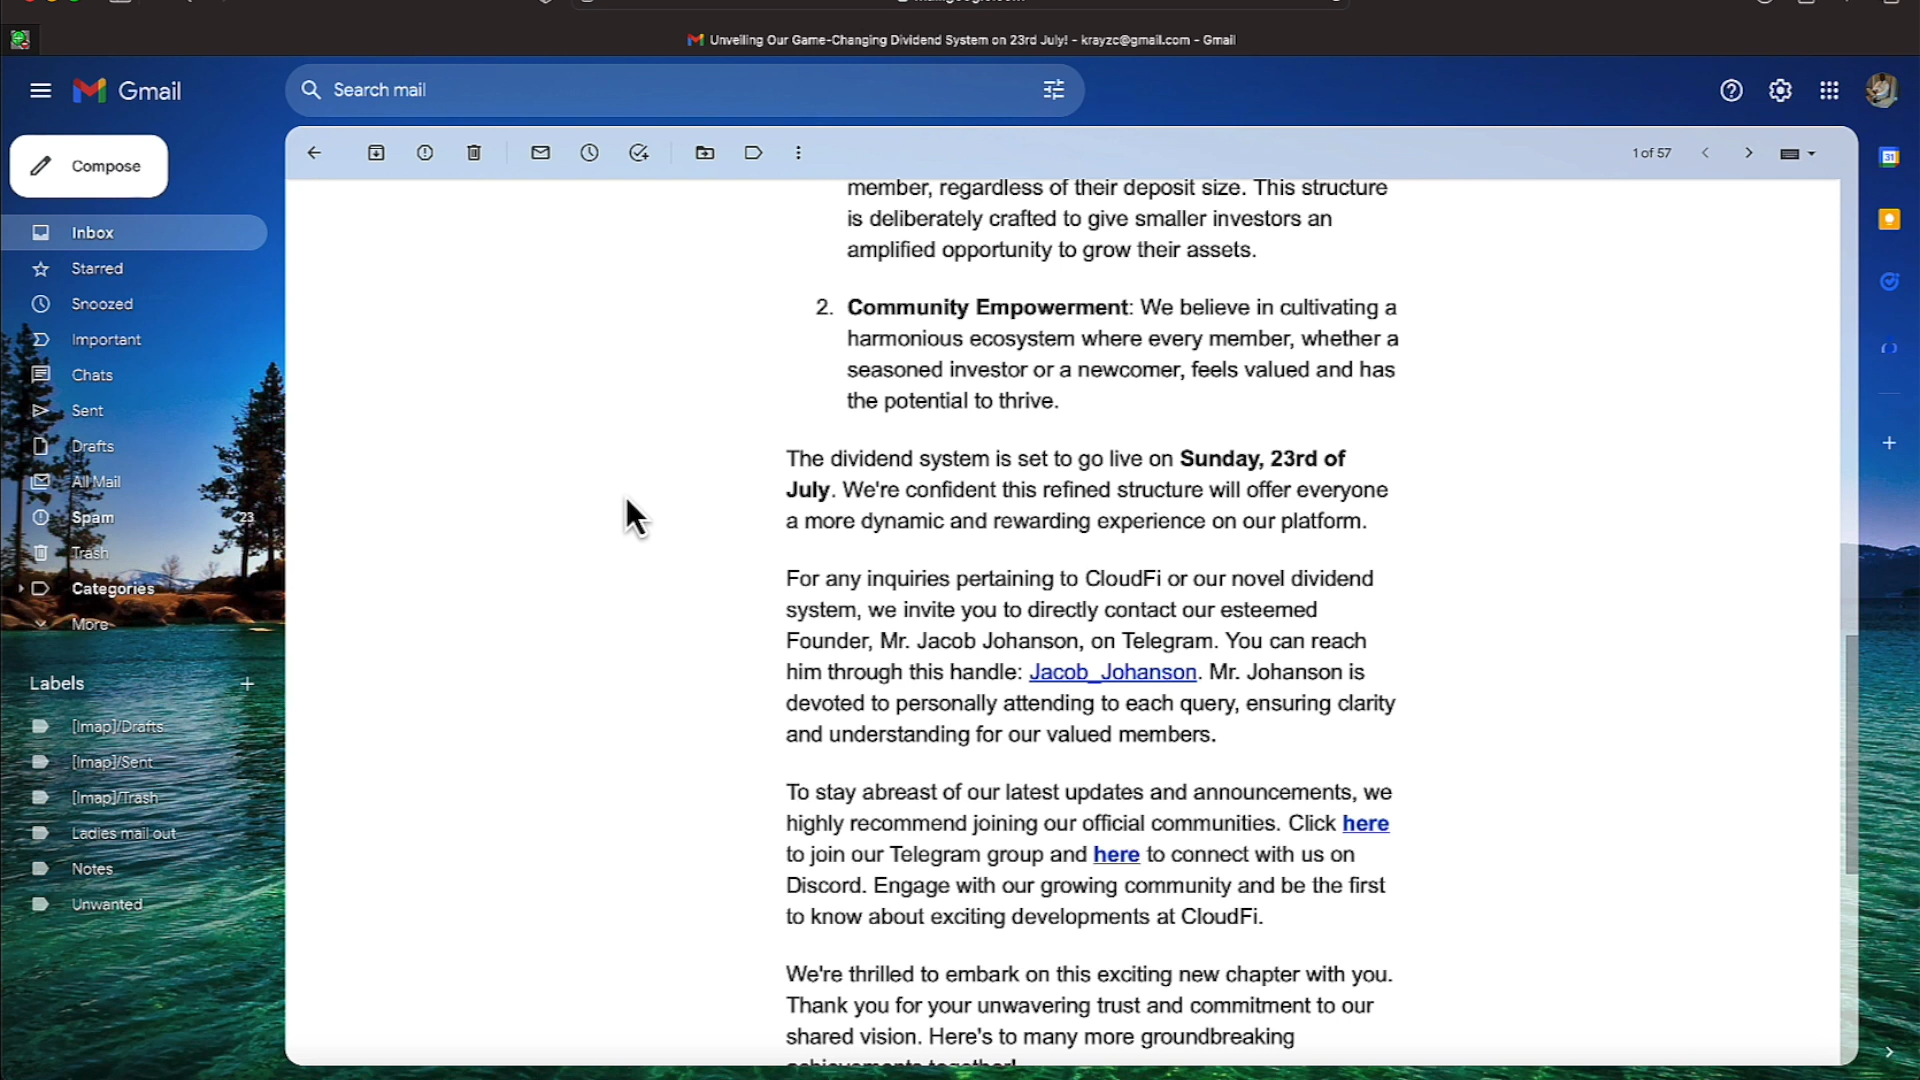 Unveiling Our Game-Changing Dividend System on 23rd July! - krayzc@gmail.com - Gmail
Gmail
Search mail
Compose
1 of 57
Inbox
Starred
Snoozed
Important
Chats
Sent
Drafts
All Mail
Spam 23
Trash
Categories
More
Labels
[Imap]/Drafts
[Imap]/Sent
[Imap]/Trash
Ladies mail out
Notes
Unwanted
member, regardless of their deposit size. This structure
is deliberately crafted to give smaller investors an
amplified opportunity to grow their assets.
2. Community Empowerment: We believe in cultivating a
harmonious ecosystem where every member, whether a
seasoned investor or a newcomer, feels valued and has
the potential to thrive.
The dividend system is set to go live on Sunday, 23rd of
July. We're confident this refined structure will offer everyone
a more dynamic and rewarding experience on our platform.
For any inquiries pertaining to CloudFi or our novel dividend
system, we invite you to directly contact our esteemed
Founder, Mr. Jacob Johanson, on Telegram. You can reach
him through this handle: Jacob_Johanson. Mr. Johanson is
devoted to personally attending to each query, ensuring clarity
and understanding for our valued members.
To stay abreast of our latest updates and announcements, we
highly recommend joining our official communities. Click here
to join our Telegram group and here to connect with us on
Discord. Engage with our growing community and be the first
to know about exciting developments at CloudFi.
We're thrilled to embark on this exciting new chapter with you.
Thank you for your unwavering trust and commitment to our
shared vision. Here's to many more groundbreaking
31